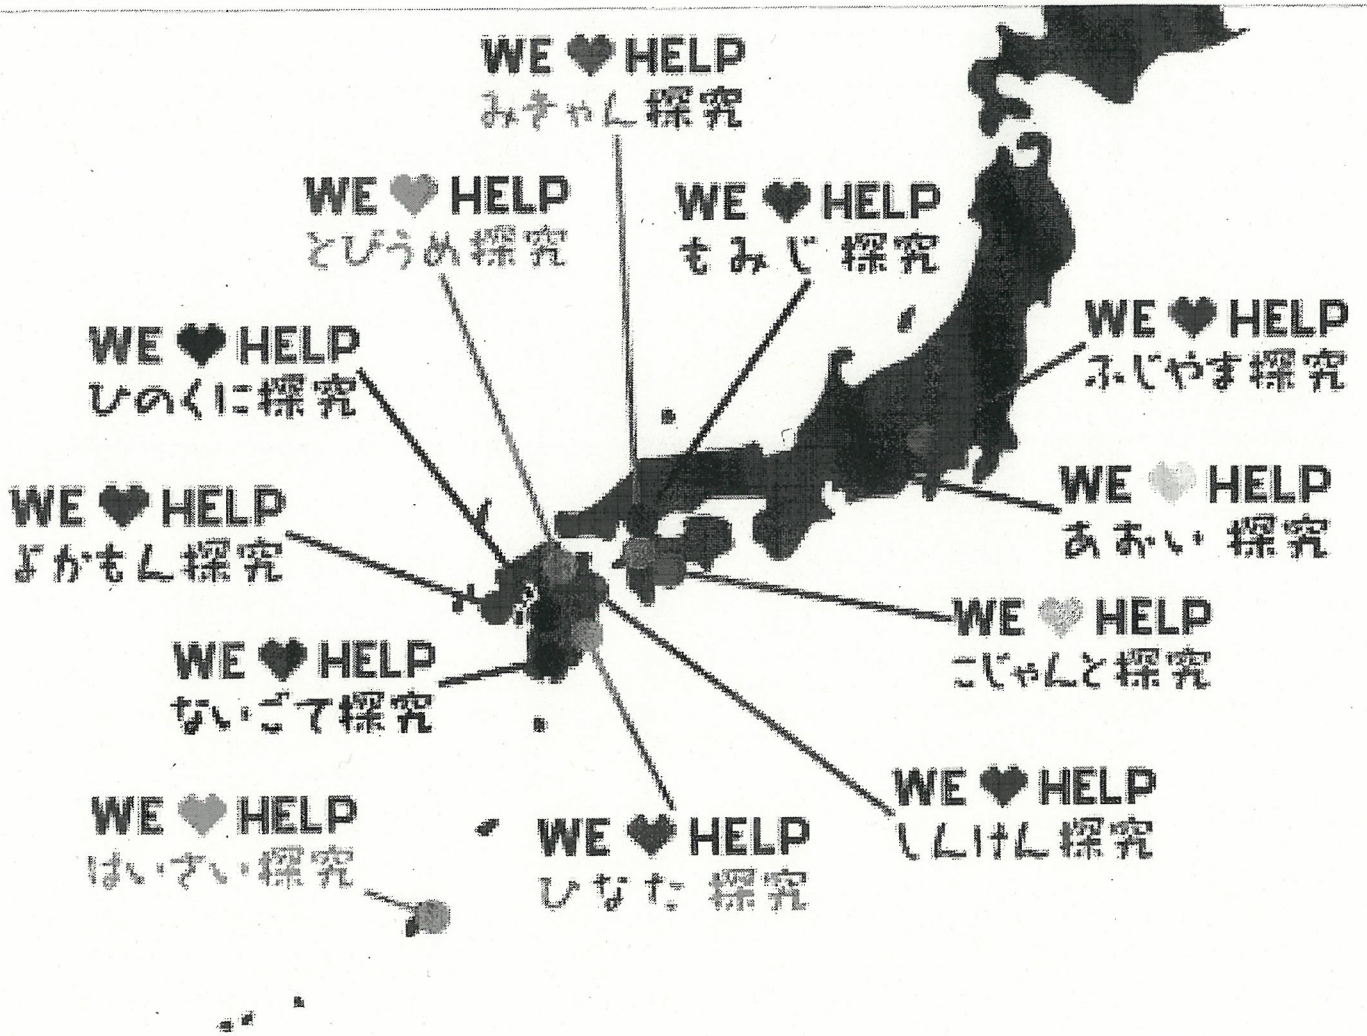 WE ♥ HELP
みきゃん探究
WE ♥ HELP
とびうめ探究
WE ♥ HELP
もみじ探究
WE ♥ HELP
ふじやま探究
WE ♥ HELP
ひのくに探究
WE ♥ HELP
あおい探究
WE ♥ HELP
よかもん探究
WE ♥ HELP
こじゃんと探究
WE ♥ HELP
ないごて探究
WE ♥ HELP
しんけん探究
WE ♥ HELP
はいさい探究
WE ♥ HELP
ひなた探究